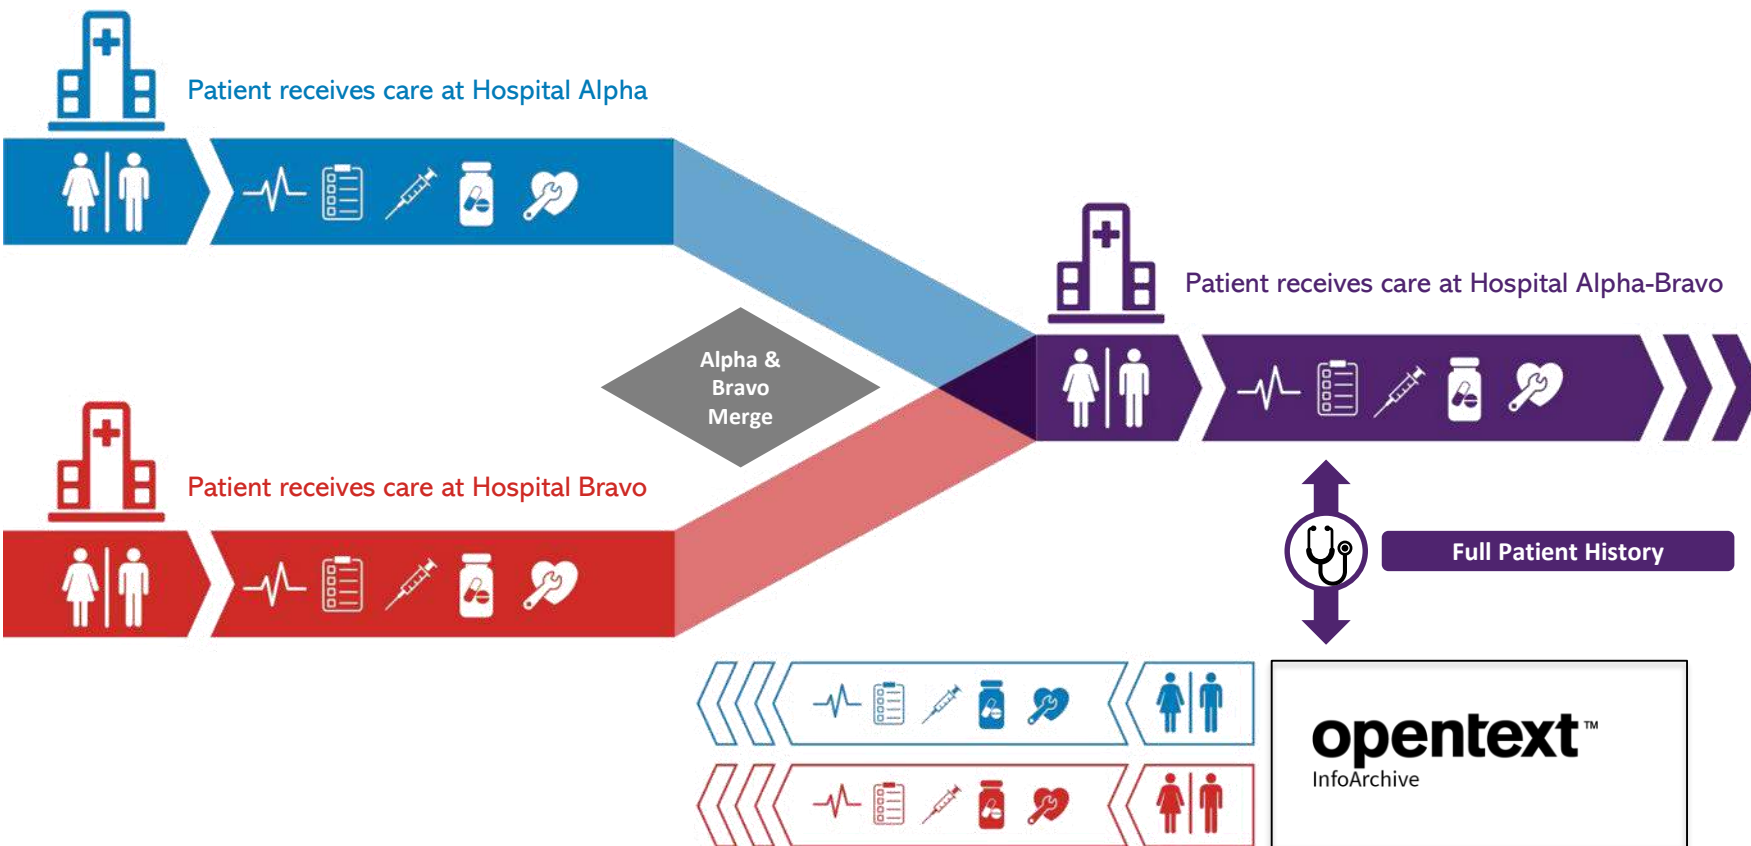 Patient receives care at Hospital Alpha
Patient receives care at Hospital Alpha-Bravo
Alpha &
Bravo
Merge
Patient receives care at Hospital Bravo
Full Patient History
opentext™
InfoArchive